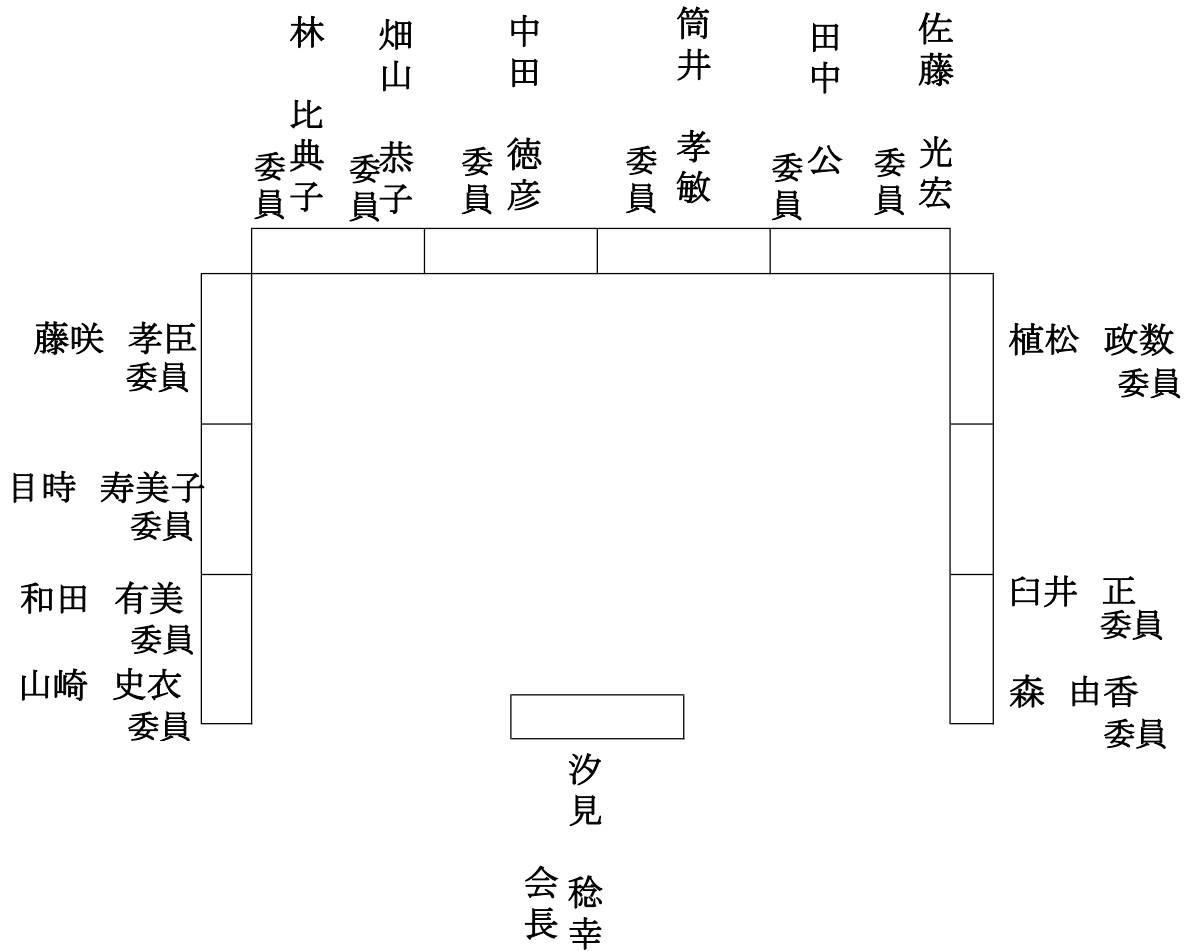 林 比典子
委員
畑山 恭子
委員
中田 徳彦
委員
筒井 孝敏
委員
田中 公
委員
佐藤 光宏
委員
藤咲 孝臣
委員
植松 政数
委員
目時 寿美子
委員
和田 有美
委員
臼井 正
委員
山崎 史衣
委員
森 由香
委員
汐見 稔幸
会長